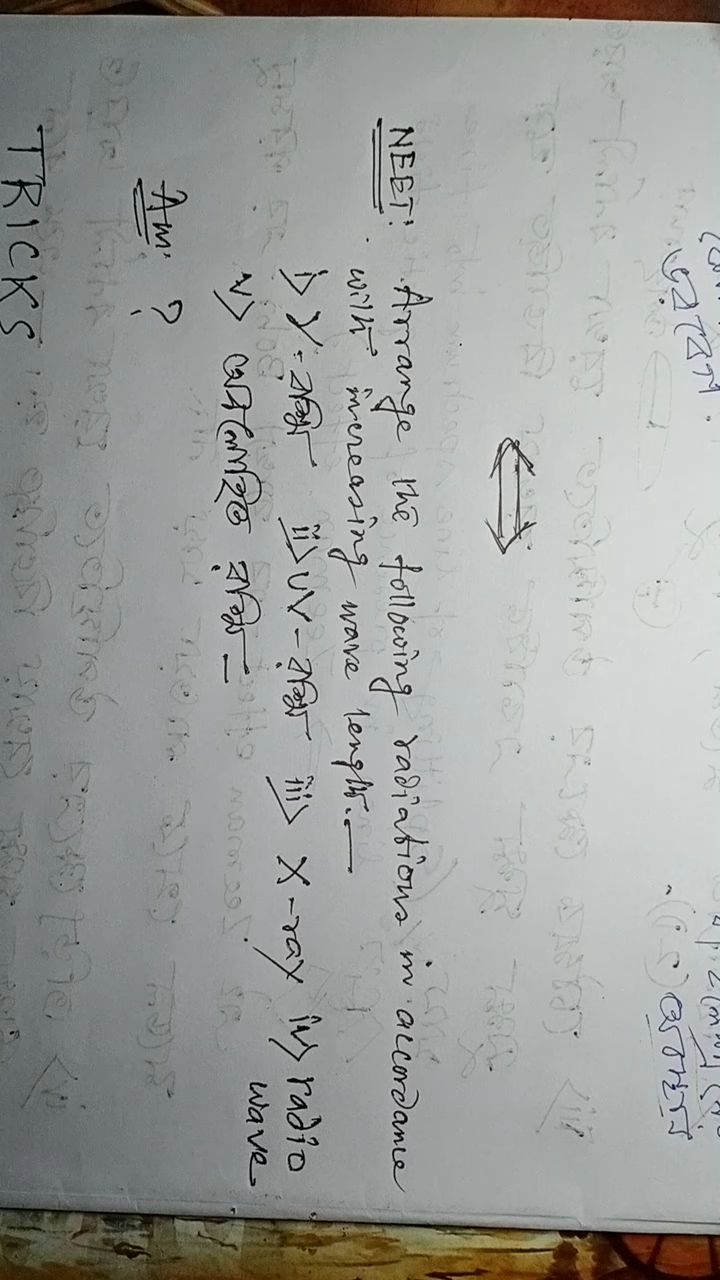 NEET: Arrange the following radiations in accordance
with increasing wave length.—
i> γ-রশ্মি ii> UV-রশ্মি iii> X-ray iv> radio
wave
v> অবলোহিত রশ্মি—
Ans. ?
TRICKS